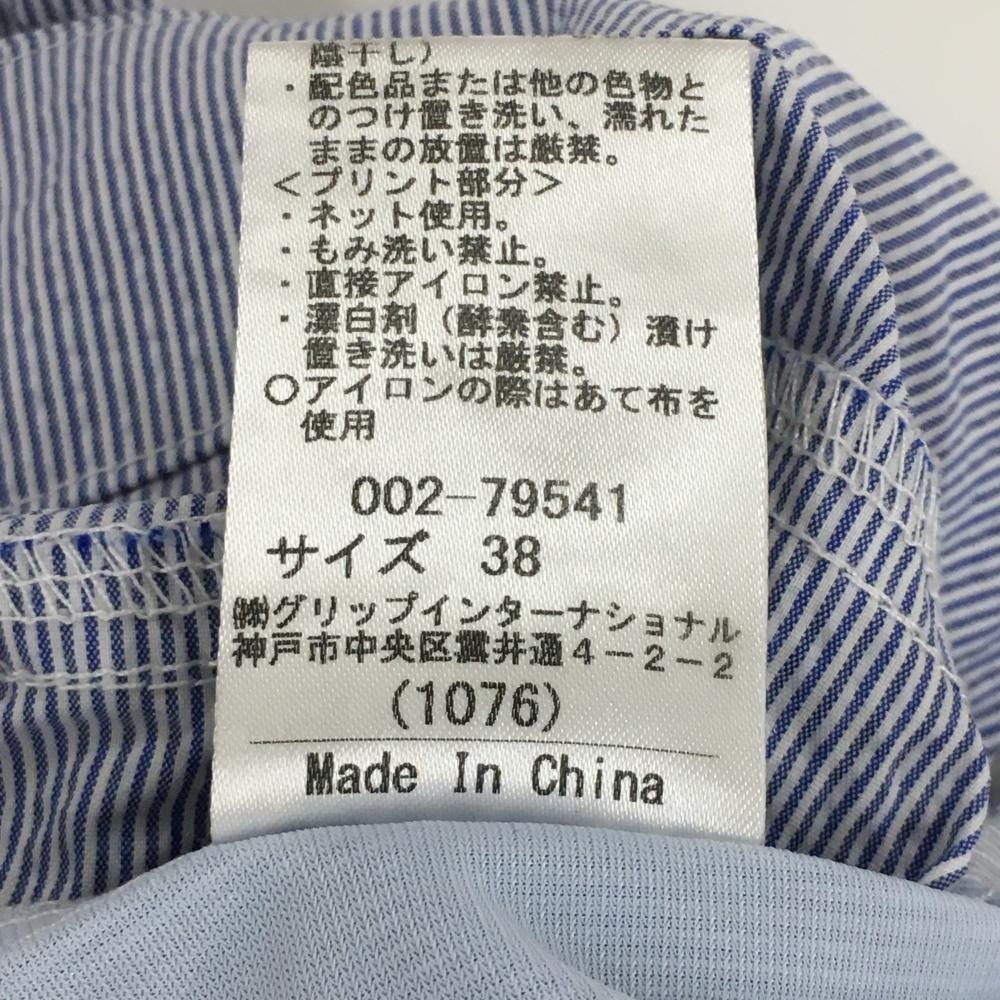 陰干し)
・配色品または他の色物と
のつけ置き洗い、濡れた
ままの放置は厳禁。
＜プリント部分＞
・ネット使用。
・もみ洗い禁止。
・直接アイロン禁止。
・漂白剤（酵素含む）漬け
置き洗いは厳禁。
○アイロンの際はあて布を
使用
002-79541
サイズ 38
㈱グリップインターナショナル
神戸市中央区雲井通4-2-2
(1076)
Made In China